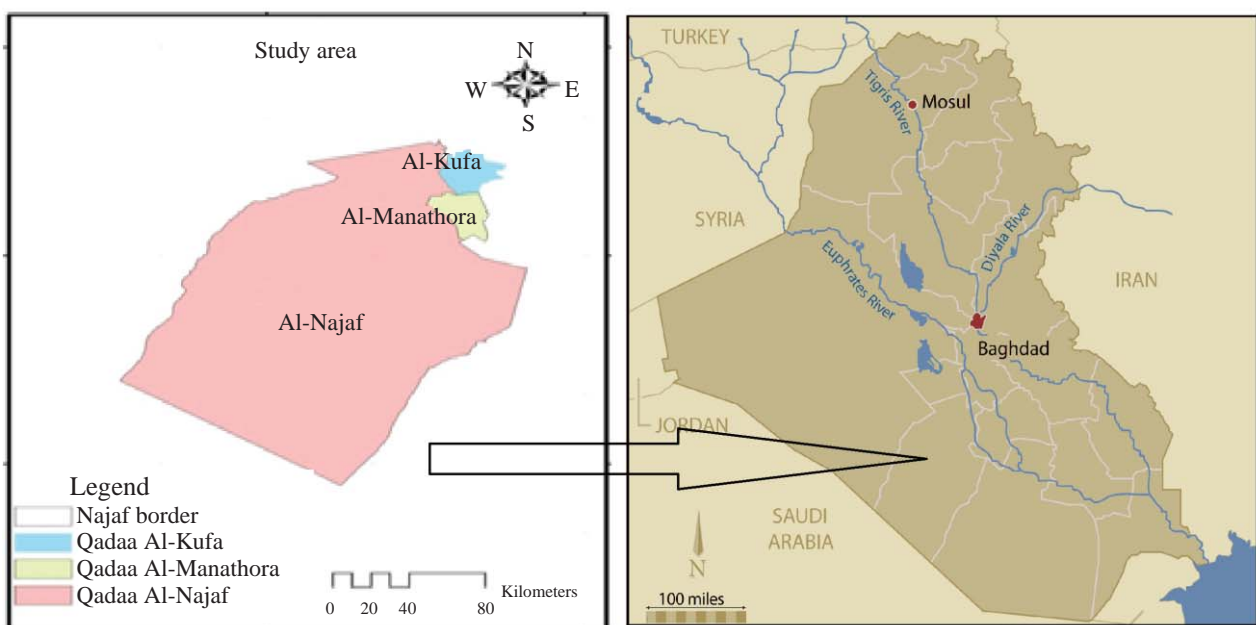 Study area
N
W E
S
Al-Kufa
Al-Manathora
Al-Najaf
Legend
Najaf border
Qadaa Al-Kufa
Qadaa Al-Manathora
Qadaa Al-Najaf
Kilometers
0 20 40 80
TURKEY
Tigris River
Mosul
SYRIA
Euphrates River
Diyala River
IRAN
Baghdad
JORDAN
SAUDI
ARABIA
N
100 miles